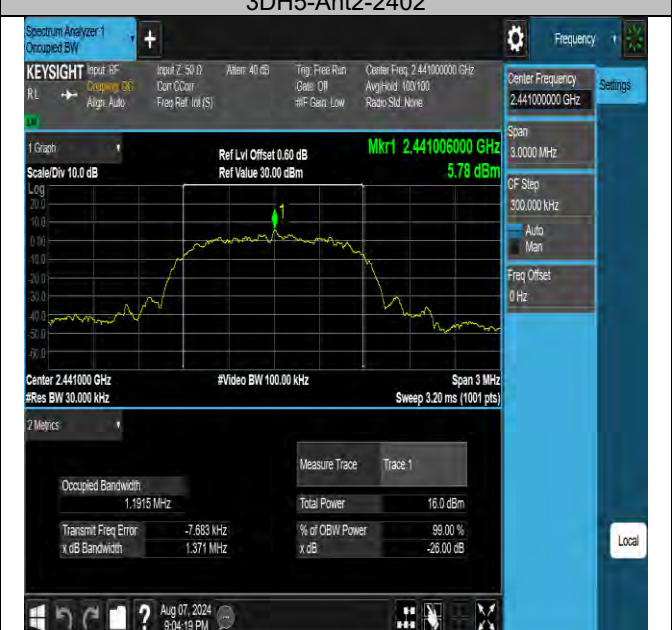 3DH5-Ant2-2402
Spectrum Analyzer 1
Occupied BW
+
Frequency
KEYSIGHT Input: RF Input Z: 50 Ω Atten: 40 dB Trig: Free Run Center Freq: 2.441000000 GHz
RL Coupling: DC Corr CCorr Gate: Off Avg|Hold: 100/100
Align: Auto Freq Ref: Int (S) #IF Gain: Low Radio Std: None
Center Frequency
2.441000000 GHz
Settings
Span
3.0000 MHz
CF Step
300.000 kHz
Auto
Man
Freq Offset
0 Hz
1 Graph
Scale/Div 10.0 dB
Ref Lvl Offset 0.60 dB
Ref Value 30.00 dBm
Mkr1 2.441006000 GHz
5.78 dBm
Log
20.0
10.0
0.00
-10.0
-20.0
-30.0
-40.0
-50.0
-60.0
1
Center 2.441000 GHz #Video BW 100.00 kHz Span 3 MHz
#Res BW 30.000 kHz Sweep 3.20 ms (1001 pts)
2 Metrics
Measure Trace Trace 1
Occupied Bandwidth
1.1915 MHz
Total Power 16.0 dBm
Transmit Freq Error -7.683 kHz % of OBW Power 99.00 %
x dB Bandwidth 1.371 MHz x dB -26.00 dB
Local
? Aug 07, 2024
9:04:19 PM